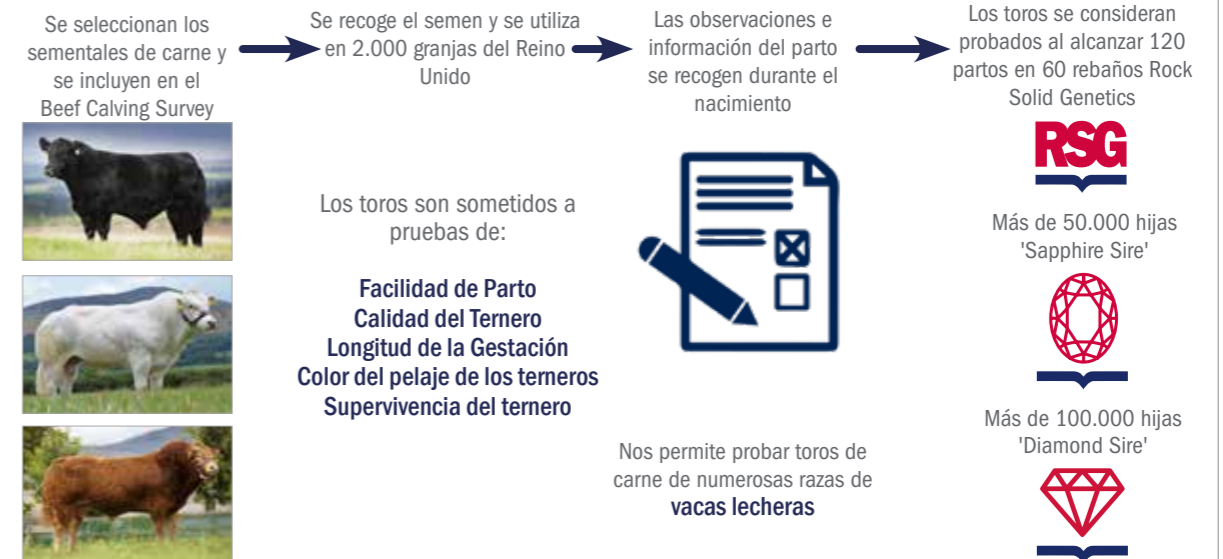 Se seleccionan los
sementales de carne y
se incluyen en el
Beef Calving Survey
Se recoge el semen y se utiliza
en 2.000 granjas del Reino
Unido
Las observaciones e
información del parto
se recogen durante el
nacimiento
Los toros se consideran
probados al alcanzar 120
partos en 60 rebaños Rock
Solid Genetics
RSG
Los toros son sometidos a
pruebas de:
Facilidad de Parto
Calidad del Ternero
Longitud de la Gestación
Color del pelaje de los terneros
Supervivencia del ternero
Más de 50.000 hijas
'Sapphire Sire'
Nos permite probar toros de
carne de numerosas razas de
vacas lecheras
Más de 100.000 hijas
'Diamond Sire'